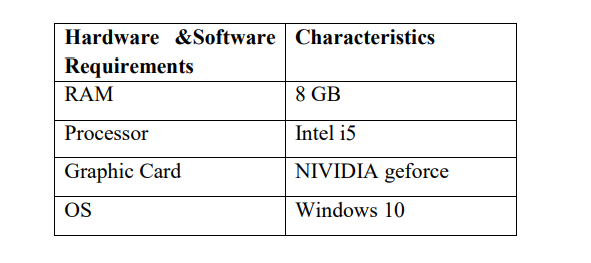 Hardware &Software Characteristics
Requirements
RAM 8 GB
Processor Intel i5
Graphic Card NIVIDIA geforce
OS Windows 10